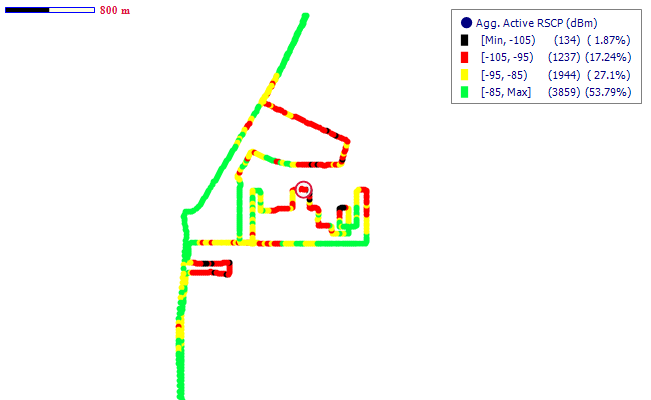 800 m
Agg. Active RSCP (dBm)
[Min, -105) (134) ( 1.87%)
[-105, -95) (1237) (17.24%)
[-95, -85) (1944) ( 27.1%)
[-85, Max] (3859) (53.79%)